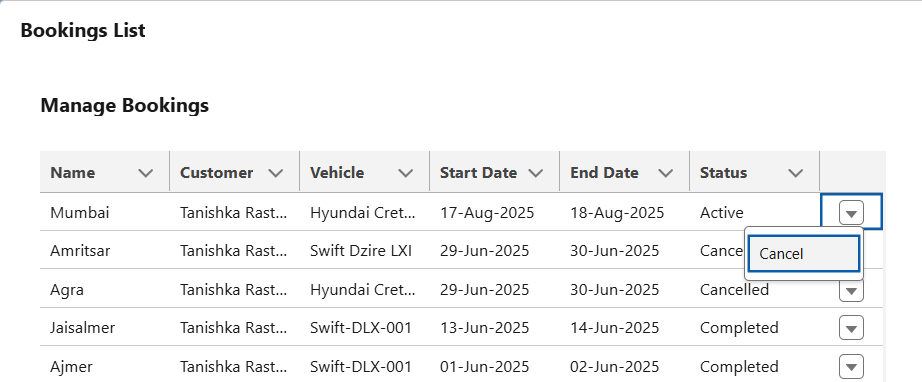 Bookings List
Manage Bookings
Name Customer Vehicle Start Date End Date Status
Mumbai Tanishka Rast... Hyundai Cret... 17-Aug-2025 18-Aug-2025 Active
Amritsar Tanishka Rast... Swift Dzire LXI 29-Jun-2025 30-Jun-2025 Cance
Cancel
Agra Tanishka Rast... Hyundai Cret... 29-Jun-2025 30-Jun-2025 Cancelled
Jaisalmer Tanishka Rast... Swift-DLX-001 13-Jun-2025 14-Jun-2025 Completed
Ajmer Tanishka Rast... Swift-DLX-001 01-Jun-2025 02-Jun-2025 Completed